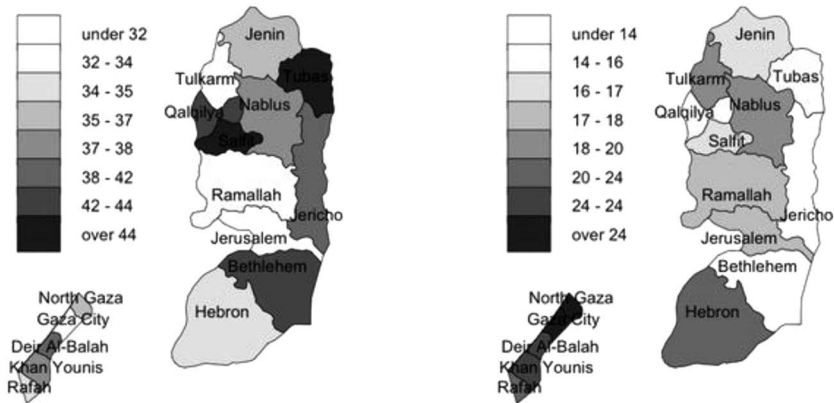 under 32
32 - 34
34 - 35
35 - 37
37 - 38
38 - 42
42 - 44
over 44
Jenin
Tubas
Tulkarm
Nablus
Qalqilya
Salfit
Ramallah
Jericho
Jerusalem
Bethlehem
Hebron
North Gaza
Gaza City
Deir Al-Balah
Khan Younis
Rafah
under 14
14 - 16
16 - 17
17 - 18
18 - 20
20 - 24
24 - 24
over 24
Jenin
Tubas
Tulkarm
Nablus
Qalqilya
Salfit
Ramallah
Jericho
Jerusalem
Bethlehem
Hebron
North Gaza
Gaza City
Deir Al-Balah
Khan Younis
Rafah